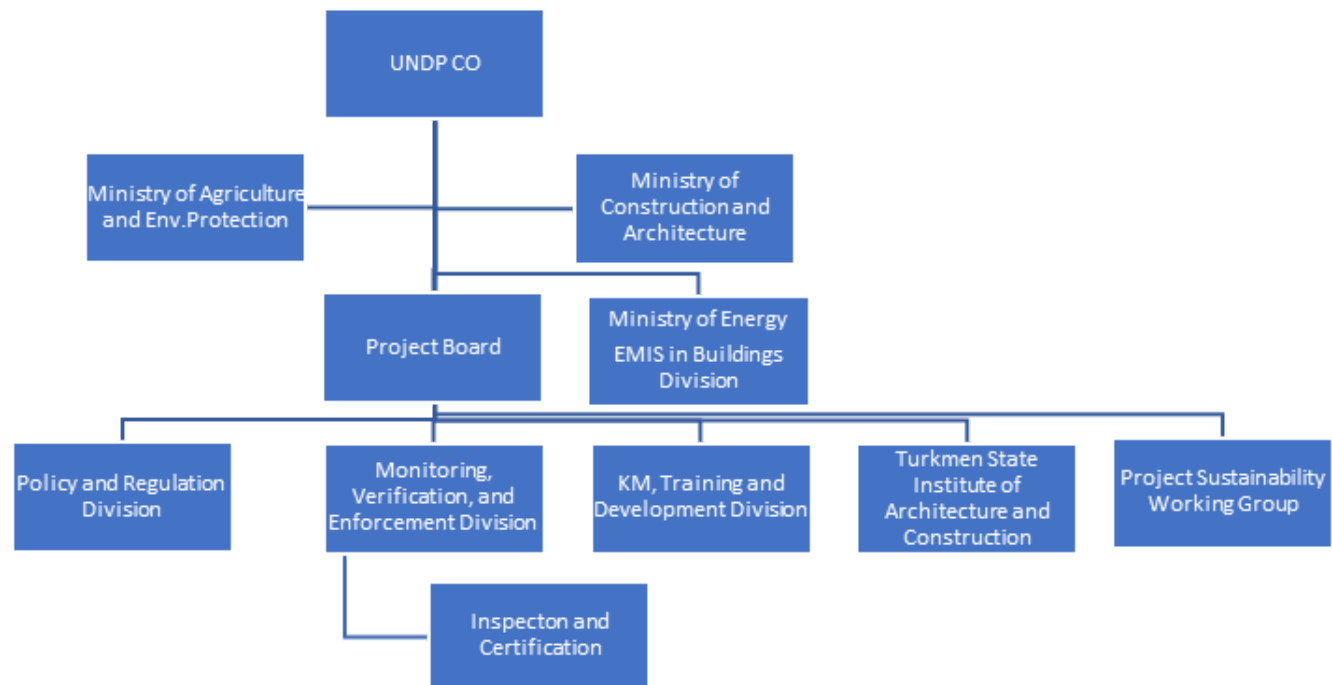 UNDP CO
Ministry of Agriculture
and Env.Protection
Ministry of
Construction and
Architecture
Project Board
Ministry of Energy
EMIS in Buildings
Division
Policy and Regulation
Division
Monitoring,
Verification, and
Enforcement Division
KM, Training and
Development Division
Turkmen State
Institute of
Architecture and
Construction
Project Sustainability
Working Group
Inspecton and
Certification